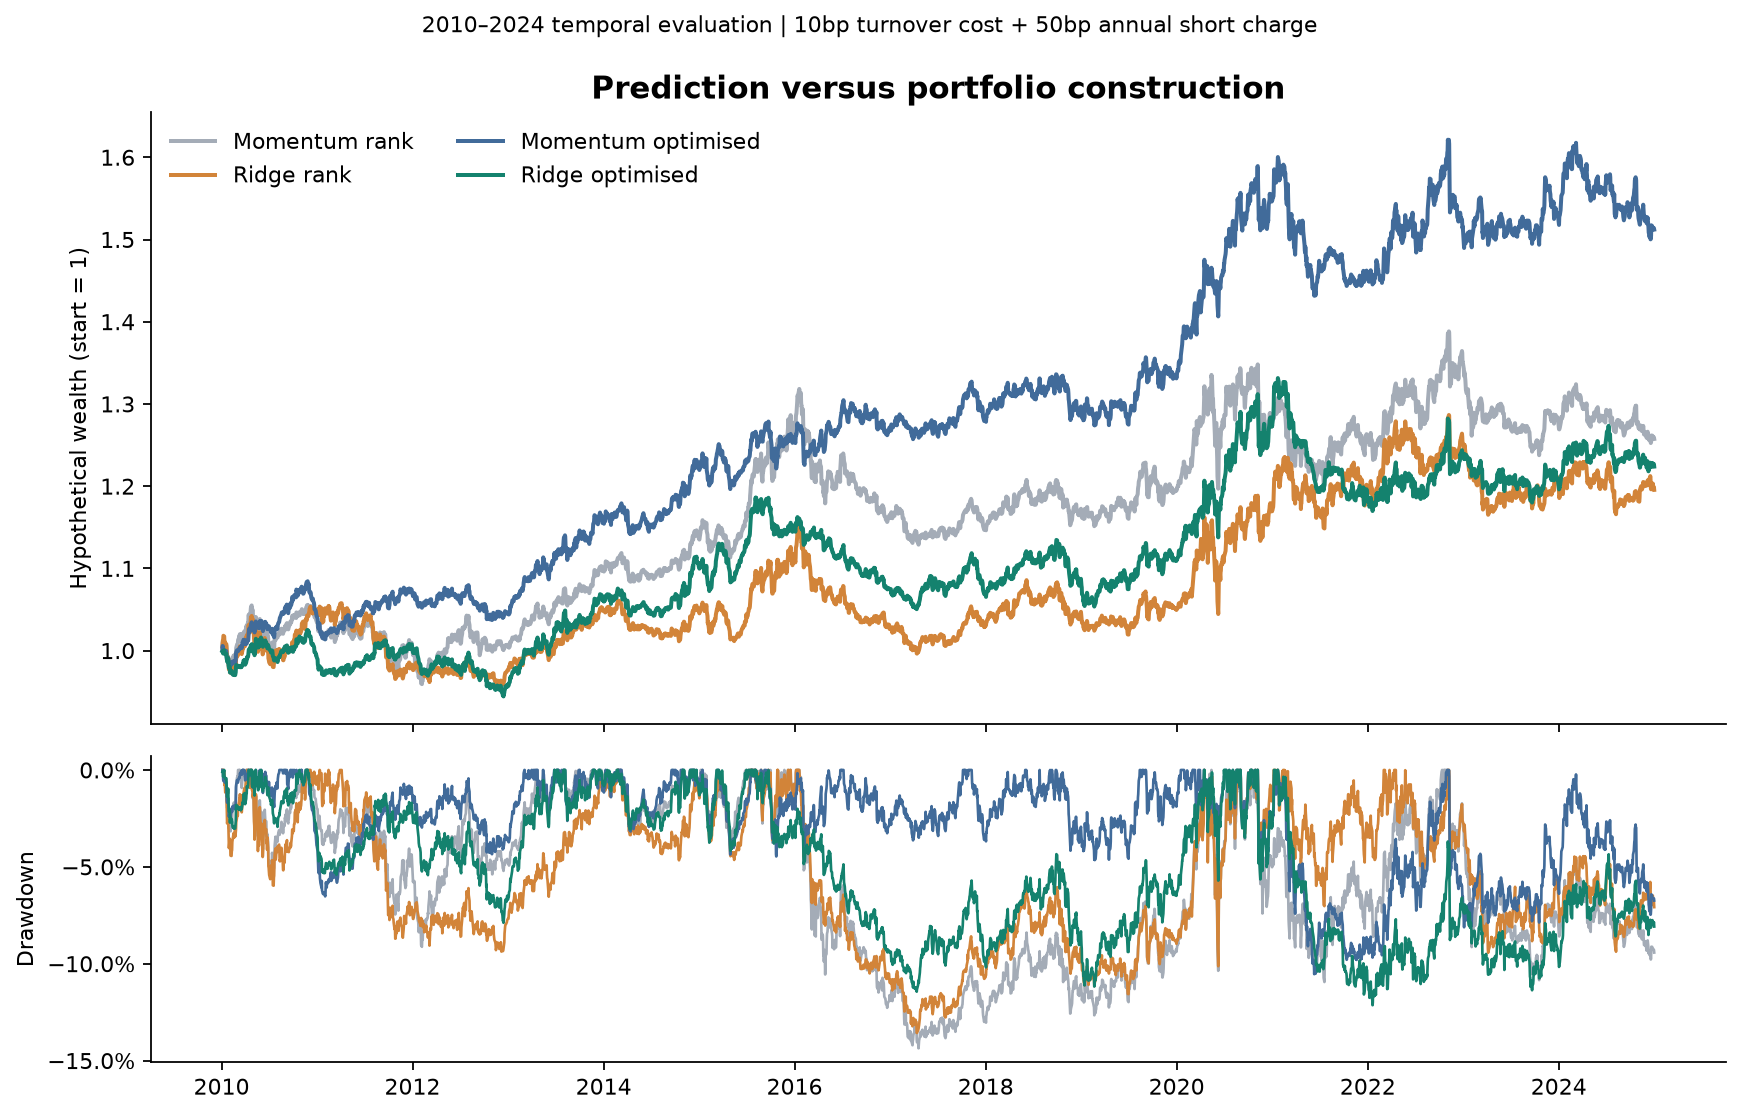 2010–2024 temporal evaluation | 10bp turnover cost + 50bp annual short charge
Prediction versus portfolio construction
Momentum rank
Ridge rank
Momentum optimised
Ridge optimised
Hypothetical wealth (start = 1)
1.6
1.5
1.4
1.3
1.2
1.1
1.0
Drawdown
0.0%
−5.0%
−10.0%
−15.0%
2010 2012 2014 2016 2018 2020 2022 2024